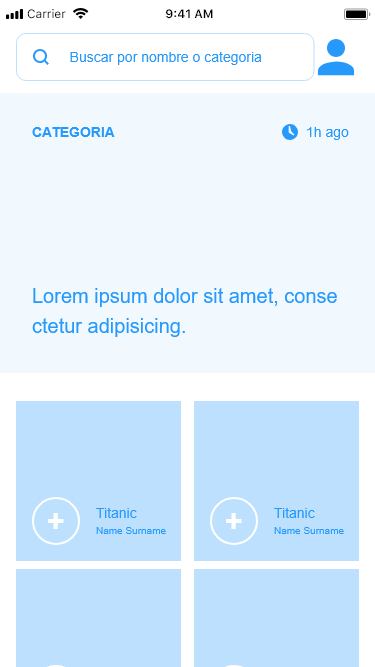 Carrier 9:41 AM
Buscar por nombre o categoria
CATEGORIA 1h ago
Lorem ipsum dolor sit amet, conse
ctetur adipisicing.
Titanic
Name Surname
Titanic
Name Surname